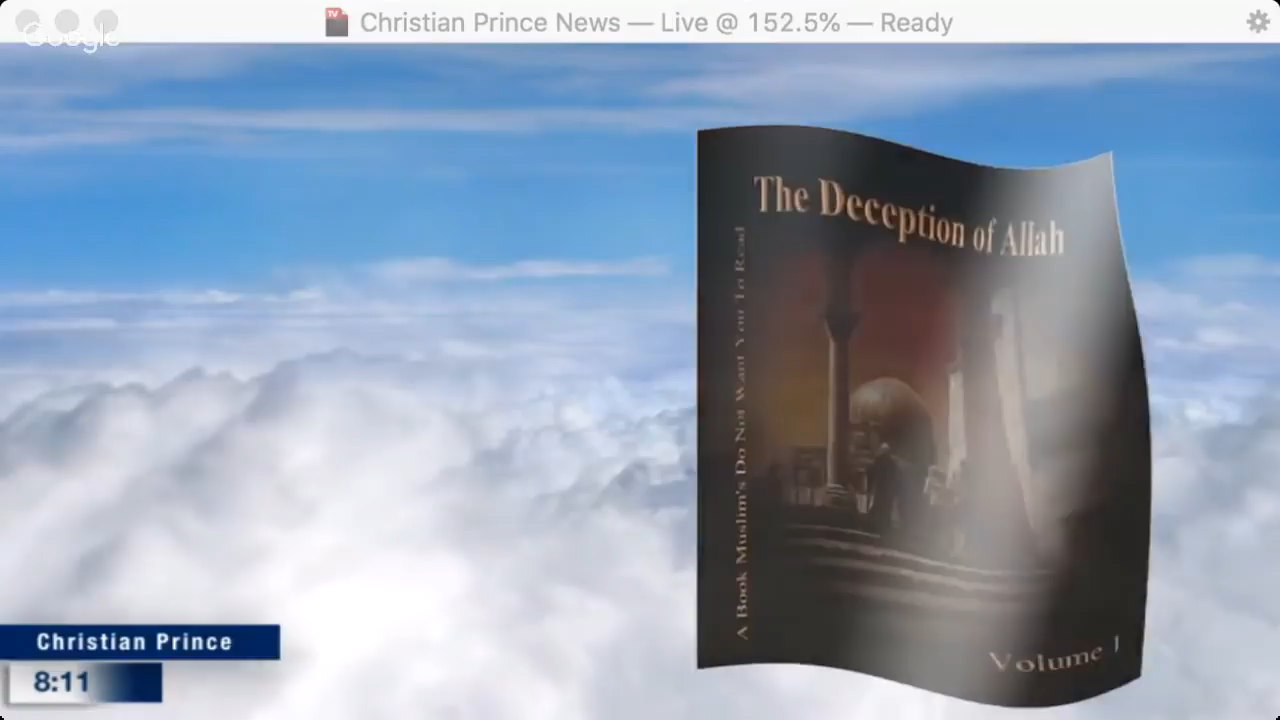 Christian Prince News — Live @ 152.5% — Ready
Google
The Deception of Allah
A Book Muslim's Do Not Want You To Read
Volume 1
Christian Prince
8:11